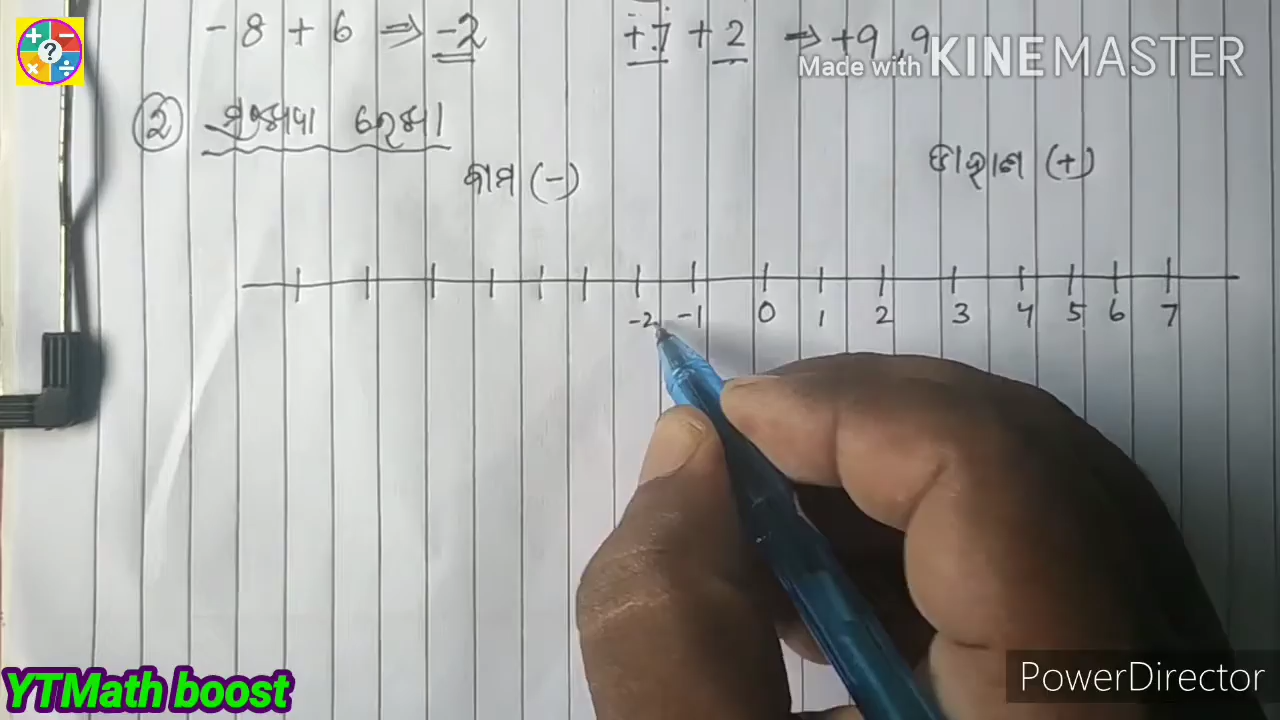 -8 + 6 ⇒ -2 +7 + 2 ⇒ +9, 9
Made with KINEMASTER
② ସଂଖ୍ୟା ରେଖା
ବାମ (-) ଡାହାଣ (+)
-2 -1 0 1 2 3 4 5 6 7
PowerDirector
YTMath boost